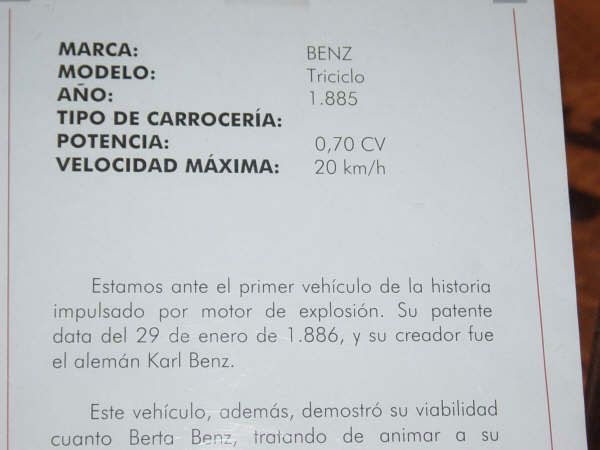 MARCA: BENZ
MODELO: Triciclo
AÑO: 1.885
TIPO DE CARROCERÍA:
POTENCIA: 0,70 CV
VELOCIDAD MÁXIMA: 20 km/h
Estamos ante el primer vehículo de la historia
impulsado por motor de explosión. Su patente
data del 29 de enero de 1.886, y su creador fue
el alemán Karl Benz.
Este vehículo, además, demostró su viabilidad
cuanto Berta Benz, tratando de animar a su